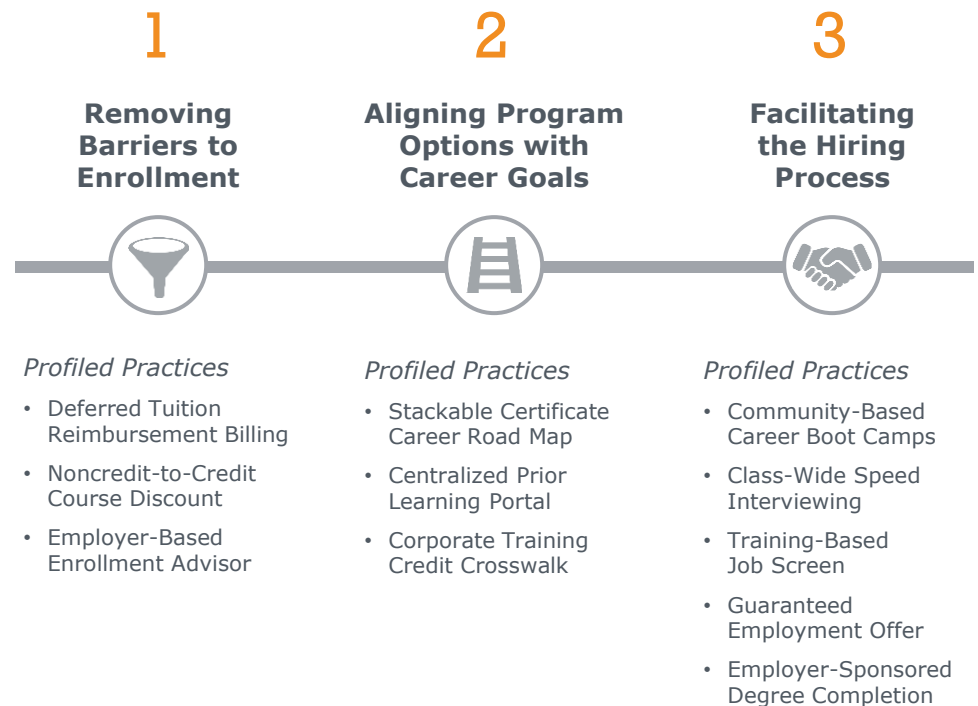 1
Removing
Barriers to
Enrollment
Profiled Practices
• Deferred Tuition
Reimbursement Billing
• Noncredit-to-Credit
Course Discount
• Employer-Based
Enrollment Advisor
2
Aligning Program
Options with
Career Goals
Profiled Practices
• Stackable Certificate
Career Road Map
• Centralized Prior
Learning Portal
• Corporate Training
Credit Crosswalk
3
Facilitating
the Hiring
Process
Profiled Practices
• Community-Based
Career Boot Camps
• Class-Wide Speed
Interviewing
• Training-Based
Job Screen
• Guaranteed
Employment Offer
• Employer-Sponsored
Degree Completion